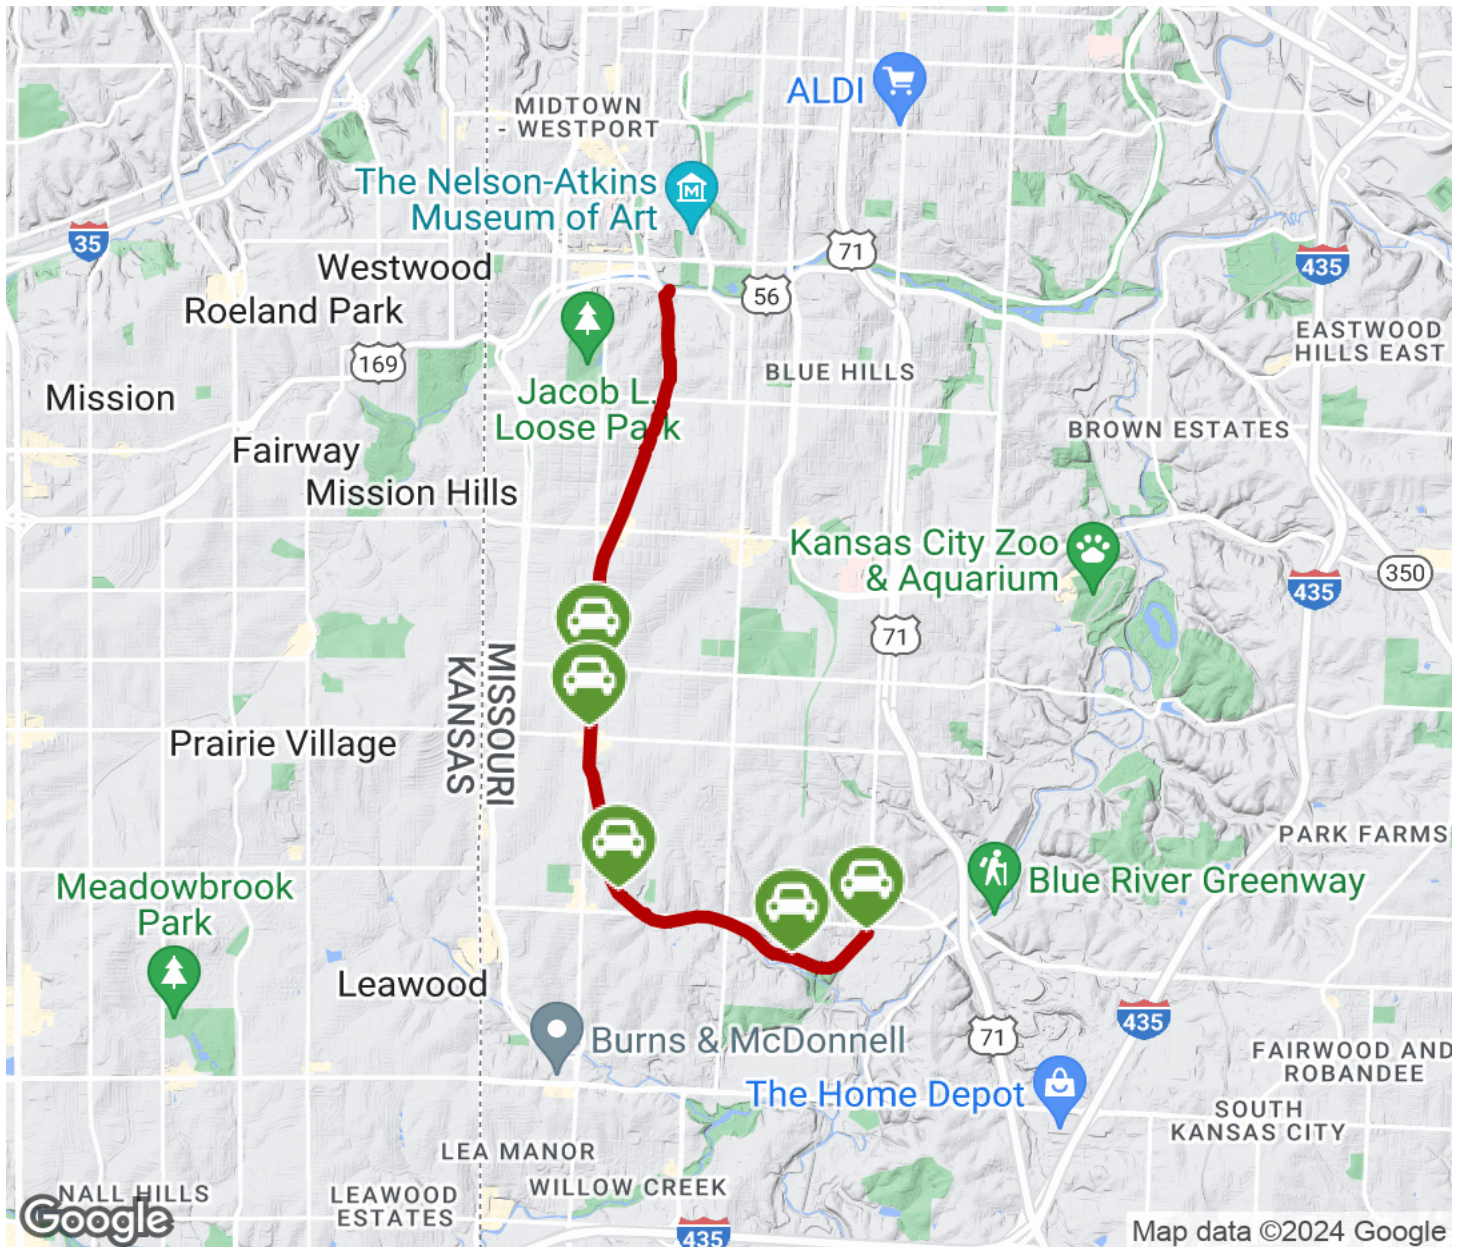 ALDI
MIDTOWN
- WESTPORT
The Nelson-Atkins
Museum of Art
35
71
435
Westwood
56
Roeland Park
EASTWOOD
HILLS EAST
169
BLUE HILLS
Mission
Jacob L.
Loose Park
BROWN ESTATES
Fairway
Mission Hills
Kansas City Zoo
& Aquarium
350
435
71
MISSOURI
KANSAS
Prairie Village
PARK FARMS
Meadowbrook
Park
Blue River Greenway
Leawood
435
71
Burns & McDonnell
FAIRWOOD AND
ROBANDEE
The Home Depot
SOUTH
KANSAS CITY
LEA MANOR
NALL HILLS
LEAWOOD
ESTATES
WILLOW CREEK
Google
435
Map data ©2024 Google